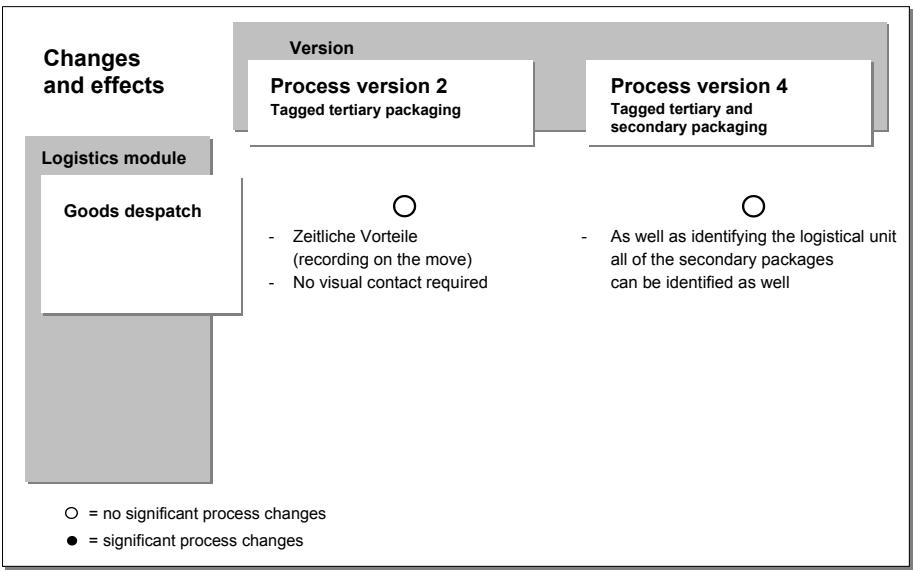 Changes
and effects
Version
Process version 2
Tagged tertiary packaging
Process version 4
Tagged tertiary and
secondary packaging
Logistics module
Goods despatch
- Zeitliche Vorteile
(recording on the move)
- No visual contact required
- As well as identifying the logistical unit
all of the secondary packages
can be identified as well
○ = no significant process changes
● = significant process changes